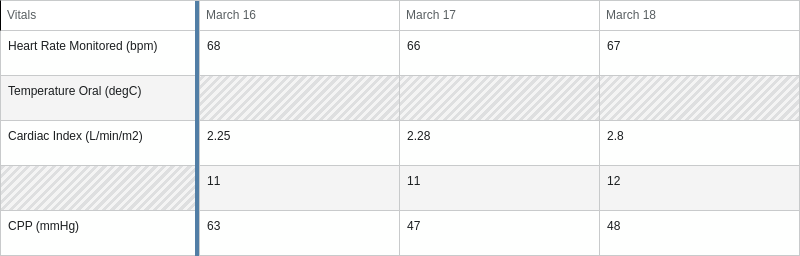 Vitals March 16 March 17 March 18
Heart Rate Monitored (bpm) 68 66 67
Temperature Oral (degC)
Cardiac Index (L/min/m2) 2.25 2.28 2.8
11 11 12
CPP (mmHg) 63 47 48